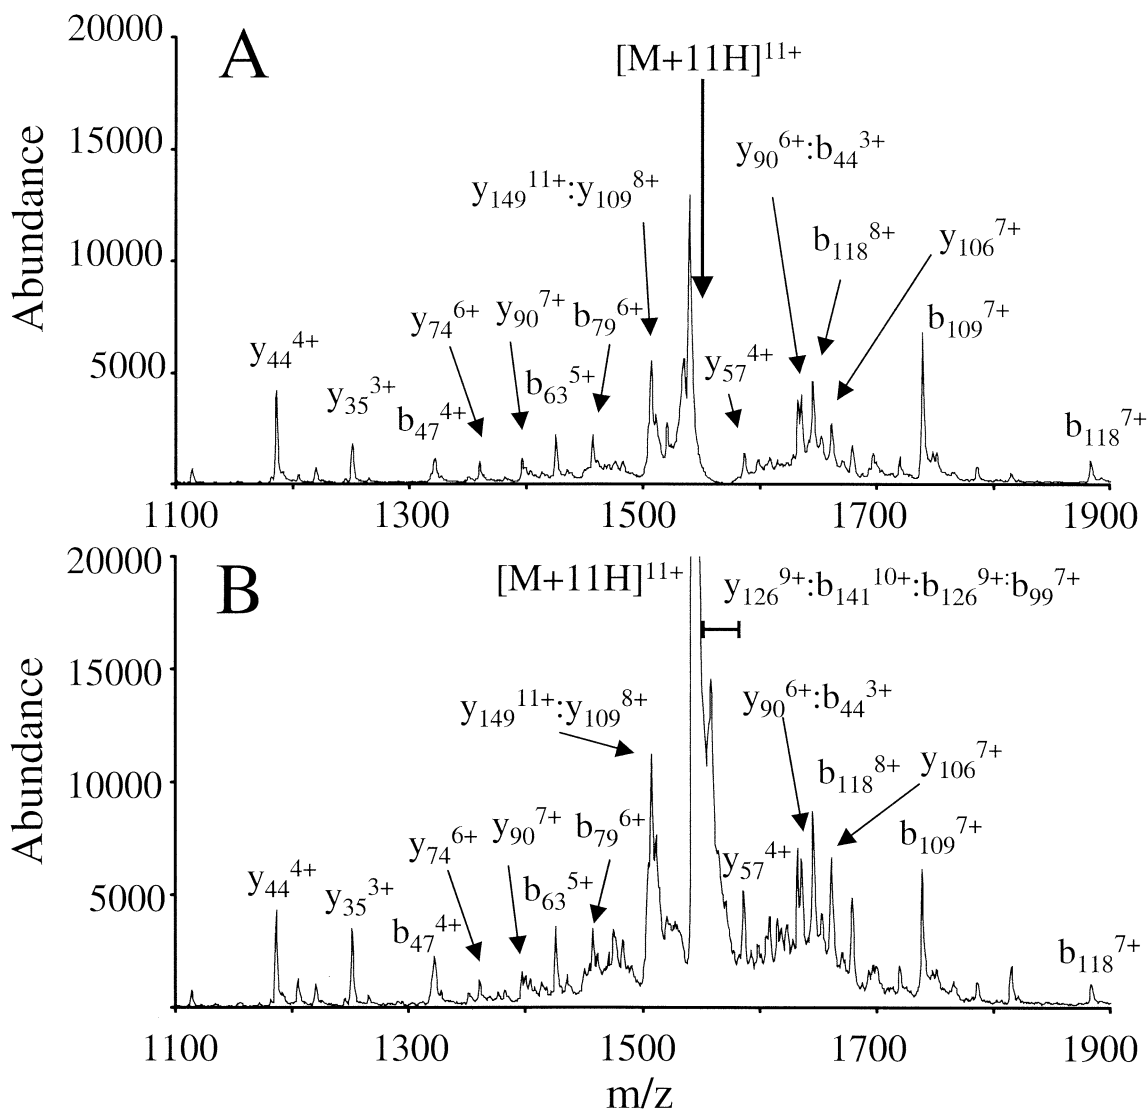 A
20000
15000
10000
5000
Abundance
[M+11H]11+
y149 11+:y109 8+
y90 6+:b44 3+
b118 8+
y106 7+
y44 4+
y35 3+
b47 4+
y74 6+
y90 7+
b63 5+
b79 6+
y57 4+
b109 7+
b118 7+
1100 1300 1500 1700 1900
B
20000
15000
10000
5000
Abundance
[M+11H]11+
y126 9+:b141 10+:b126 9+:b99 7+
y149 11+:y109 8+
y90 6+:b44 3+
b118 8+
y106 7+
y44 4+
y35 3+
b47 4+
y74 6+
y90 7+
b63 5+
b79 6+
y57 4+
b109 7+
b118 7+
1100 1300 1500 1700 1900
m/z